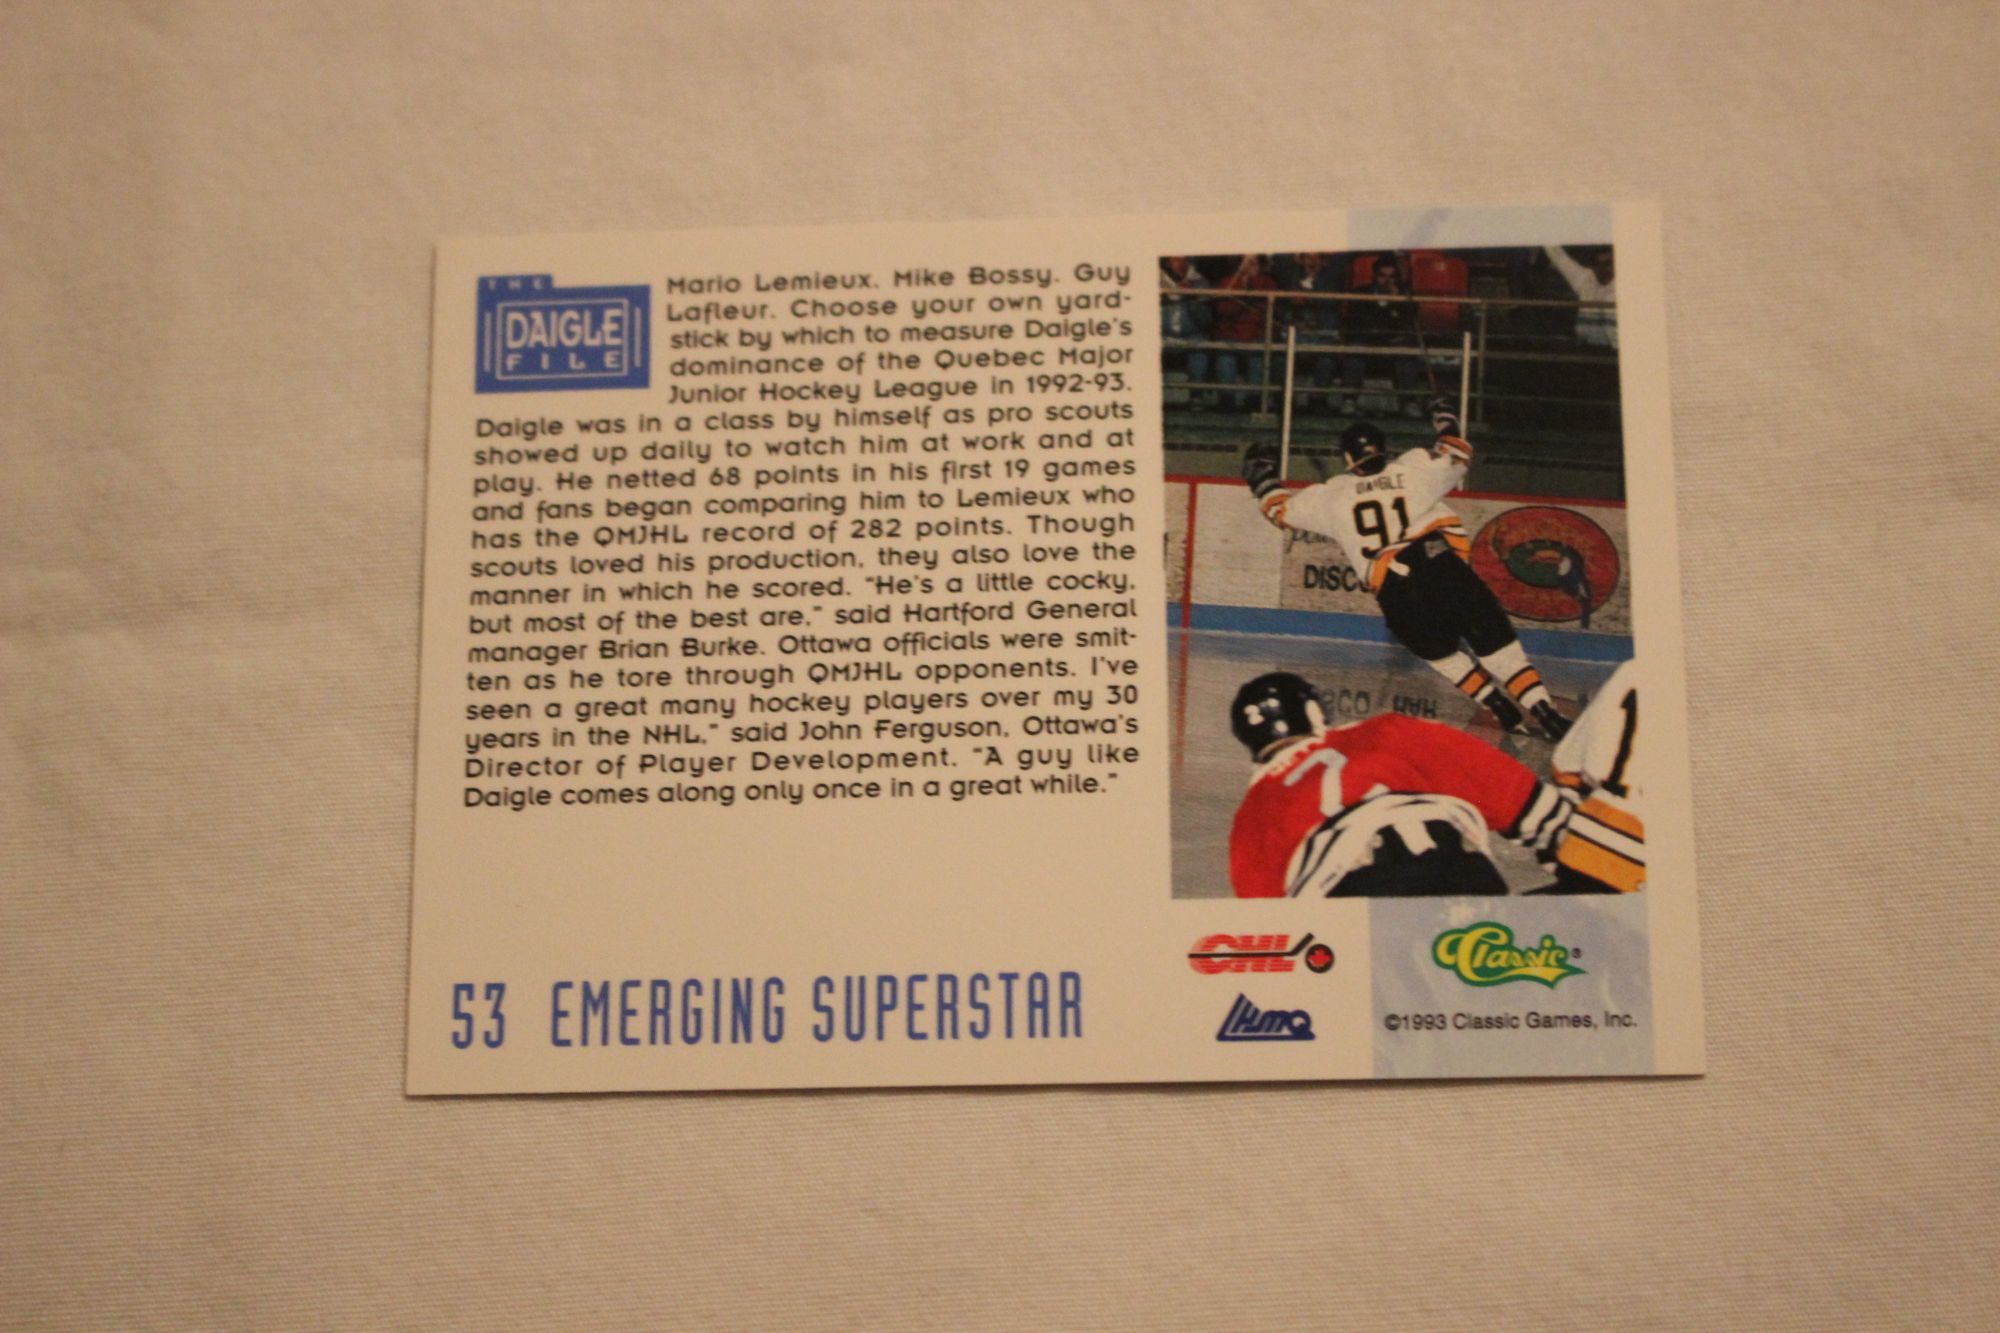 THE
DAIGLE
FILE
Mario Lemieux. Mike Bossy. Guy
Lafleur. Choose your own yard-
stick by which to measure Daigle's
dominance of the Quebec Major
Junior Hockey League in 1992-93.
Daigle was in a class by himself as pro scouts
showed up daily to watch him at work and at
play. He netted 68 points in his first 19 games
and fans began comparing him to Lemieux who
has the QMJHL record of 282 points. Though
scouts loved his production, they also love the
manner in which he scored. "He's a little cocky,
but most of the best are," said Hartford General
manager Brian Burke. Ottawa officials were smit-
ten as he tore through QMJHL opponents. I've
seen a great many hockey players over my 30
years in the NHL," said John Ferguson, Ottawa's
Director of Player Development. "A guy like
Daigle comes along only once in a great while."
53 EMERGING SUPERSTAR
DAIGLE
91
7
1
CHL
LHJMQ
Classic®
©1993 Classic Games, Inc.